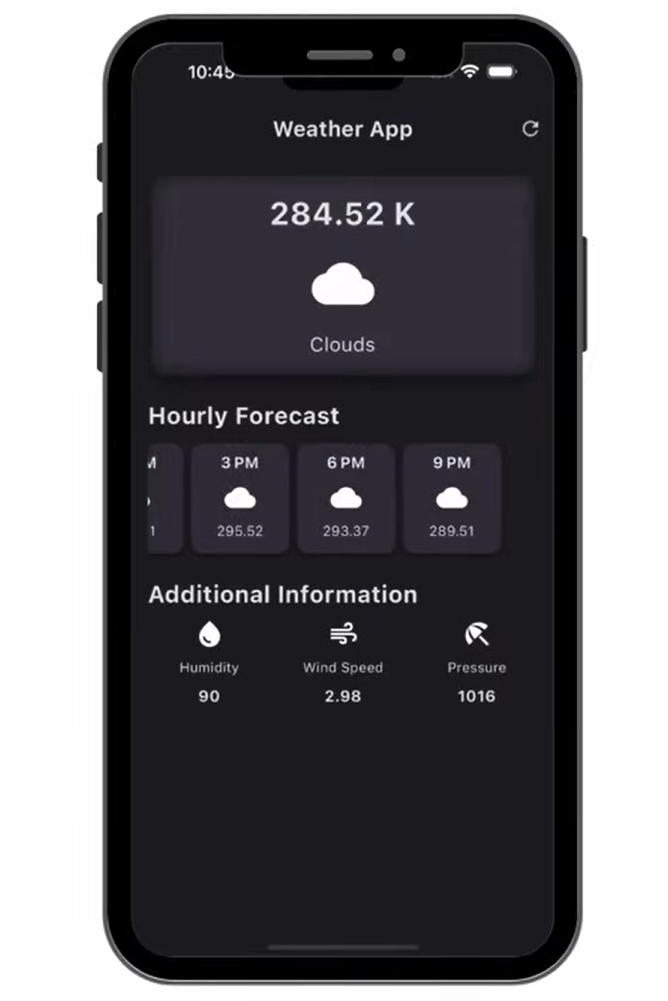 10:45
Weather App
284.52 K
Clouds
Hourly Forecast
3 PM 6 PM 9 PM
295.52 293.37 289.51
Additional Information
Humidity Wind Speed Pressure
90 2.98 1016